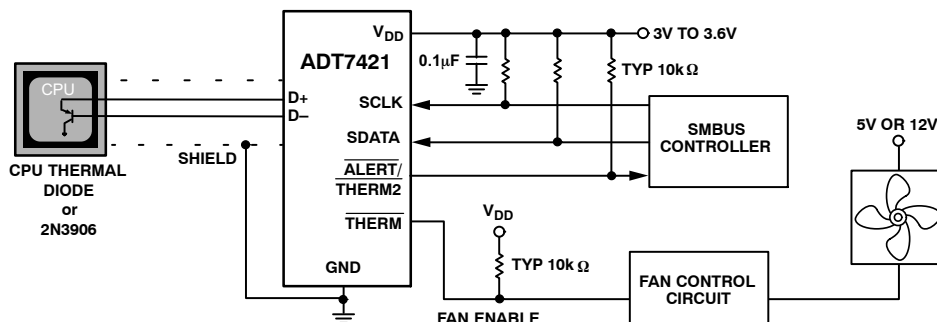 V_DD
3V TO 3.6V
ADT7421
0.1μF
TYP 10kΩ
CPU
D+
D–
SCLK
SMBUS
CONTROLLER
5V OR 12V
SDATA
SHIELD
CPU THERMAL
DIODE
or
2N3906
ALERT/
THERM2
THERM
V_DD
TYP 10kΩ
GND
FAN CONTROL
CIRCUIT
FAN ENABLE